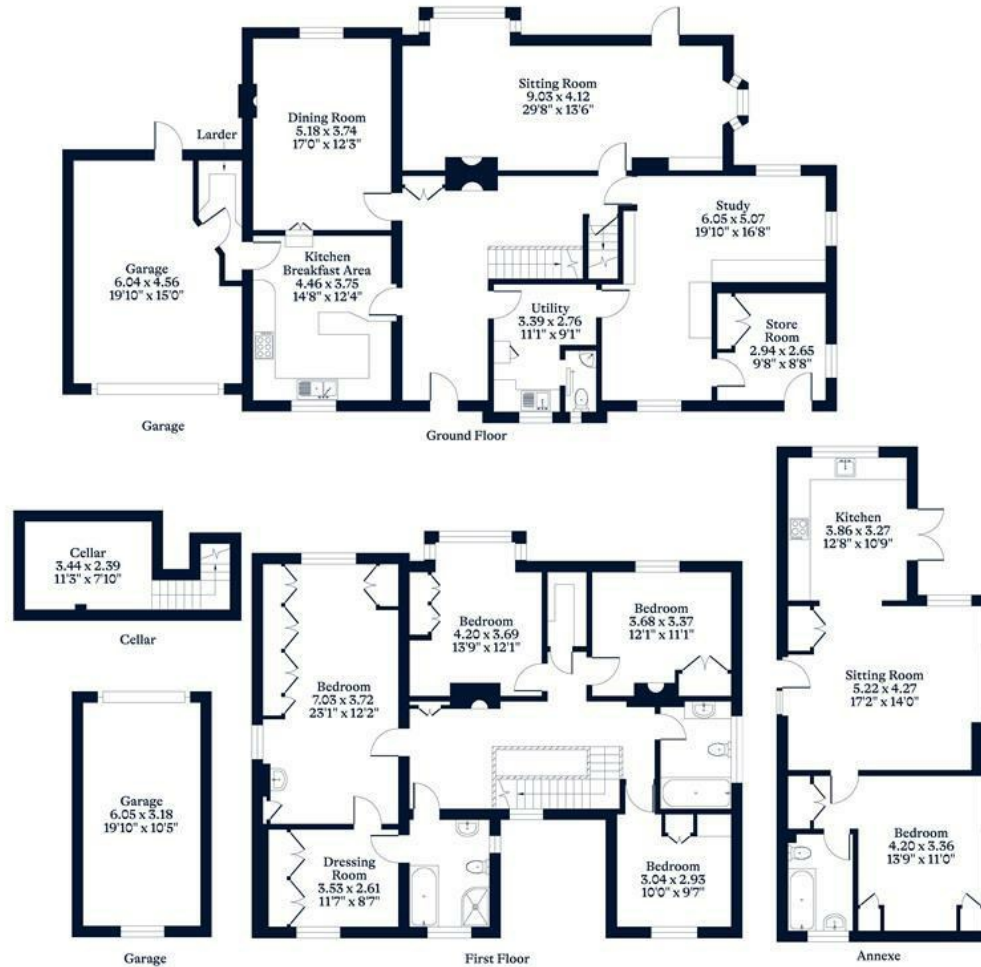 Sitting Room
9.03 x 4.12
29'8" x 13'6"
Dining Room
5.18 x 3.74
17'0" x 12'3"
Larder
Study
6.05 x 5.07
19'10" x 16'8"
Garage
6.04 x 4.56
19'10" x 15'0"
Kitchen
Breakfast Area
4.46 x 3.75
14'8" x 12'4"
Utility
3.39 x 2.76
11'1" x 9'1"
Store
Room
2.94 x 2.65
9'8" x 8'8"
Garage
Ground Floor
Cellar
3.44 x 2.39
11'3" x 7'10"
Cellar
Garage
6.05 x 3.18
19'10" x 10'5"
Garage
Bedroom
4.20 x 3.69
13'9" x 12'1"
Bedroom
3.68 x 3.37
12'1" x 11'1"
Bedroom
7.03 x 3.72
23'1" x 12'2"
Dressing
Room
3.53 x 2.61
11'7" x 8'7"
Bedroom
3.04 x 2.93
10'0" x 9'7"
First Floor
Kitchen
3.86 x 3.27
12'8" x 10'9"
Sitting Room
5.22 x 4.27
17'2" x 14'0"
Bedroom
4.20 x 3.36
13'9" x 11'0"
Annexe